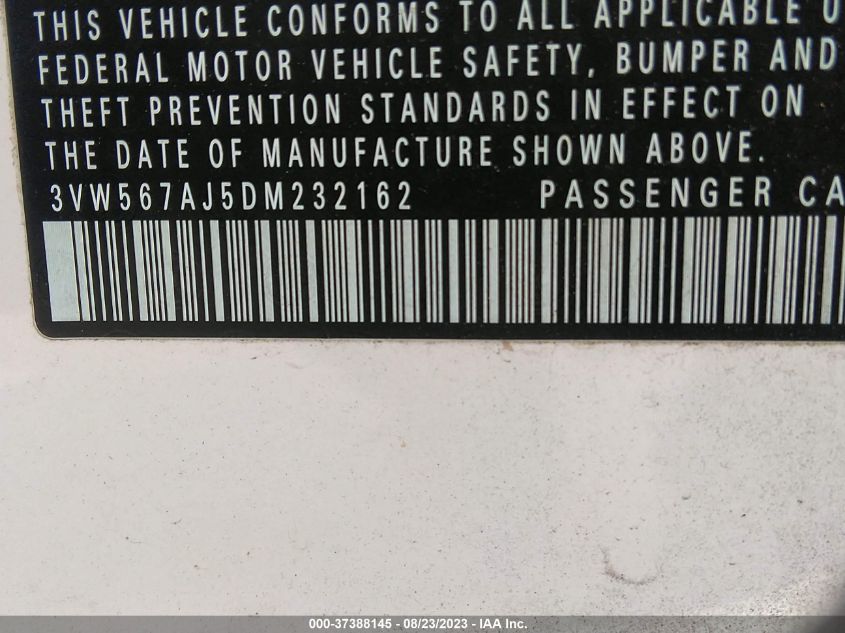 THIS VEHICLE CONFORMS TO ALL APPLICABLE U
FEDERAL MOTOR VEHICLE SAFETY, BUMPER AND
THEFT PREVENTION STANDARDS IN EFFECT ON
THE DATE OF MANUFACTURE SHOWN ABOVE.
3VW567AJ5DM232162 PASSENGER CA
000-37388145 - 08/23/2023 - IAA Inc.